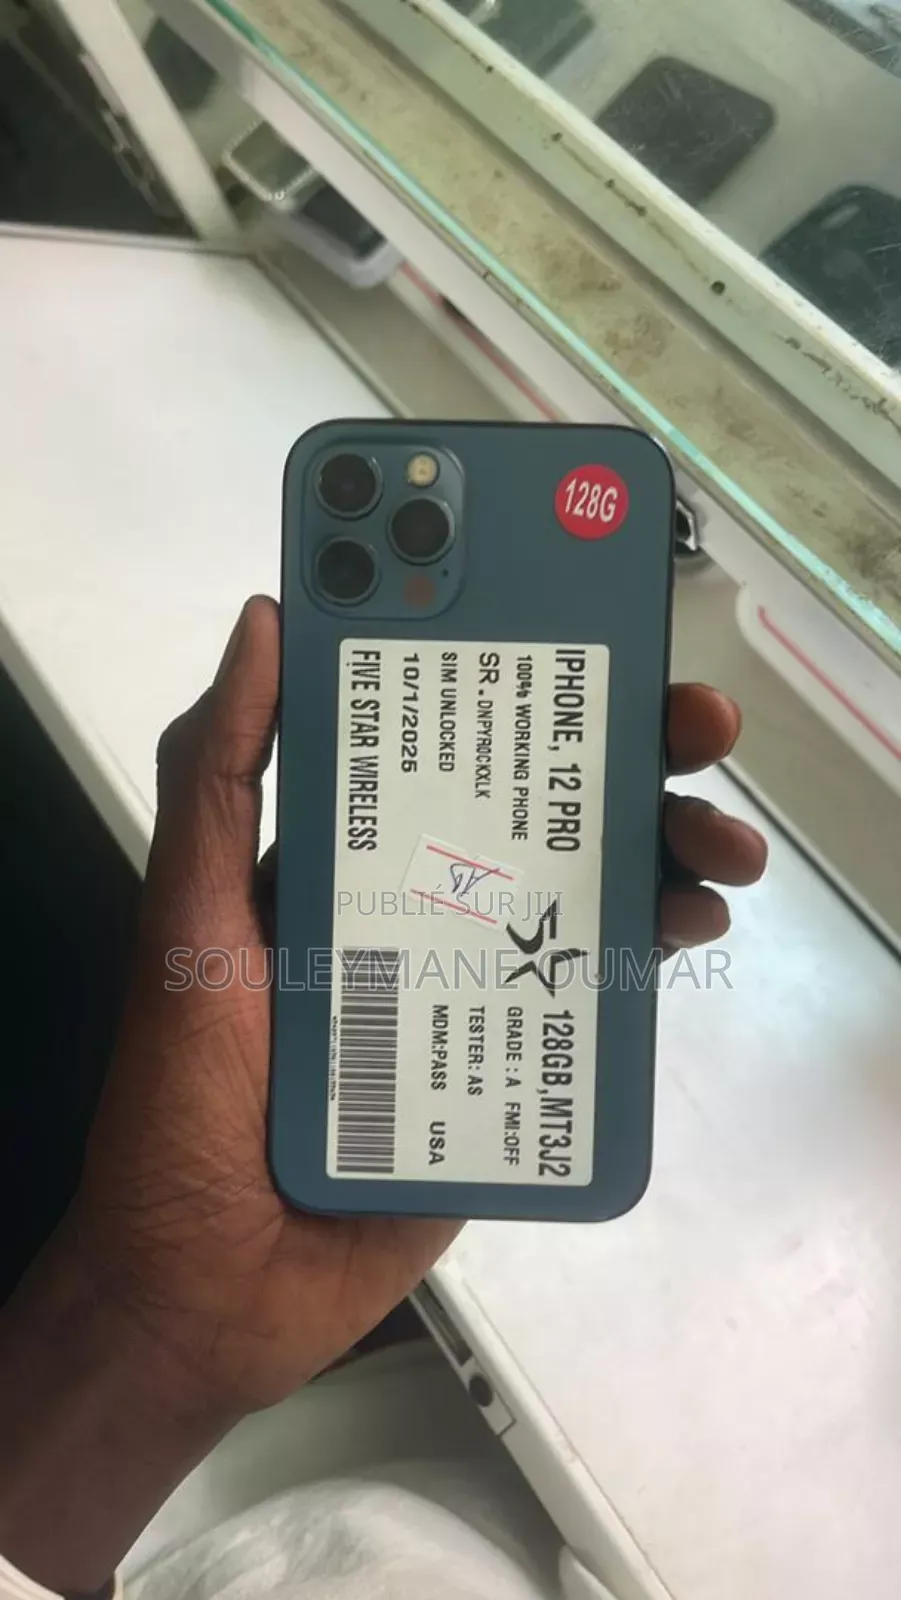 128G
IPHONE, 12 PRO
128GB,MT3J2
100% WORKING PHONE
GRADE : A FMI:OFF
SR. DNPYR0CKXLK
TESTER: AS
SIM UNLOCKED
MDM:PASS USA
10/1/2025
FIVE STAR WIRELESS
PUBLIÉ SUR JIJI
SOULEYMANE OUMAR